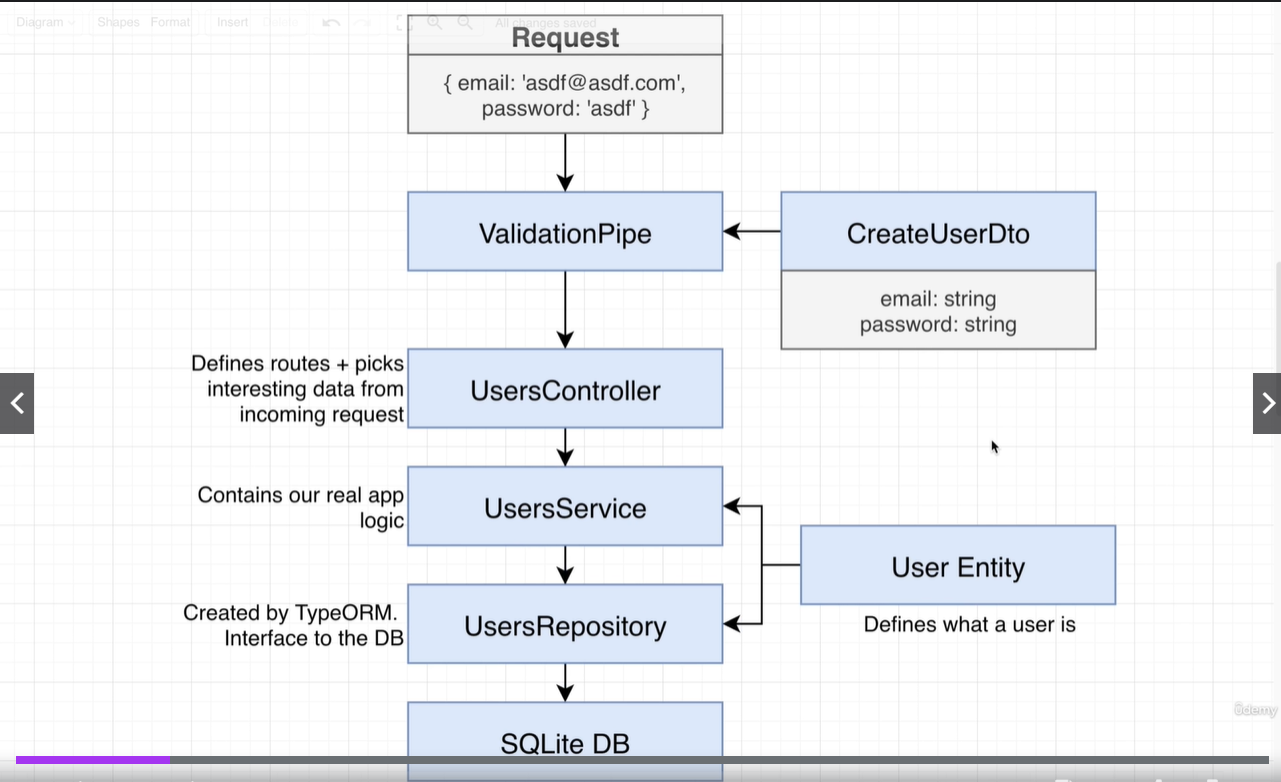 Diagram Shapes Format Insert Delete All changes saved
Request
{ email: 'asdf@asdf.com',
password: 'asdf' }
ValidationPipe
CreateUserDto
email: string
password: string
Defines routes + picks
interesting data from
incoming request
UsersController
Contains our real app
logic
UsersService
User Entity
Defines what a user is
Created by TypeORM.
Interface to the DB
UsersRepository
SQLite DB
Udemy